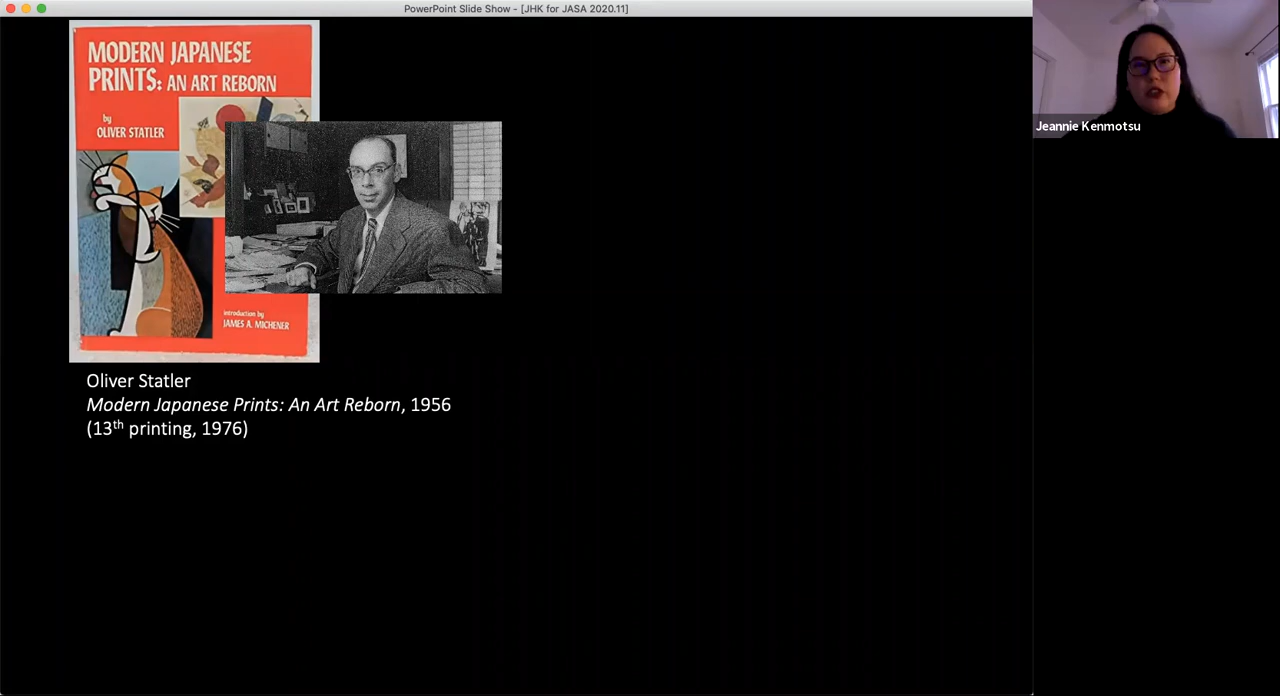 PowerPoint Slide Show - [JHK for JASA 2020.11]
MODERN JAPANESE
PRINTS: AN ART REBORN
by
OLIVER STATLER
introduction by
JAMES A. MICHENER
Oliver Statler
Modern Japanese Prints: An Art Reborn, 1956
(13th printing, 1976)
Jeannie Kenmotsu